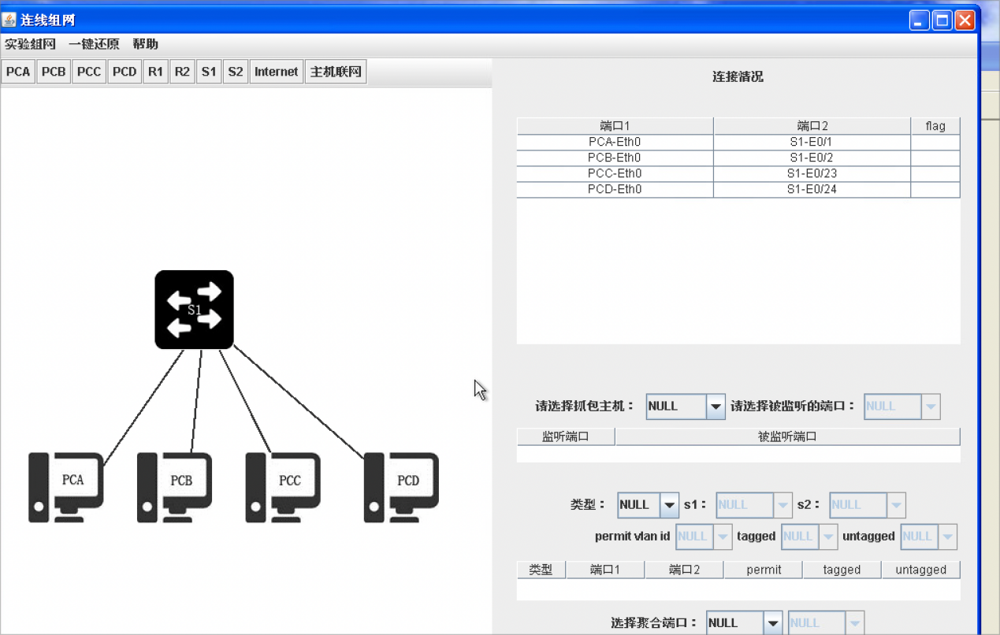 连线组网
实验组网 一键还原 帮助
PCA PCB PCC PCD R1 R2 S1 S2 Internet 主机联网
连接情况
端口1 端口2 flag
PCA-Eth0 S1-E0/1
PCB-Eth0 S1-E0/2
PCC-Eth0 S1-E0/23
PCD-Eth0 S1-E0/24
S1
PCA PCB PCC PCD
请选择抓包主机： NULL 请选择被监听的端口： NULL
监听端口 被监听端口
类型： NULL s1： NULL s2： NULL
permit vlan id NULL tagged NULL untagged NULL
类型 端口1 端口2 permit tagged untagged
选择聚合端口： NULL NULL